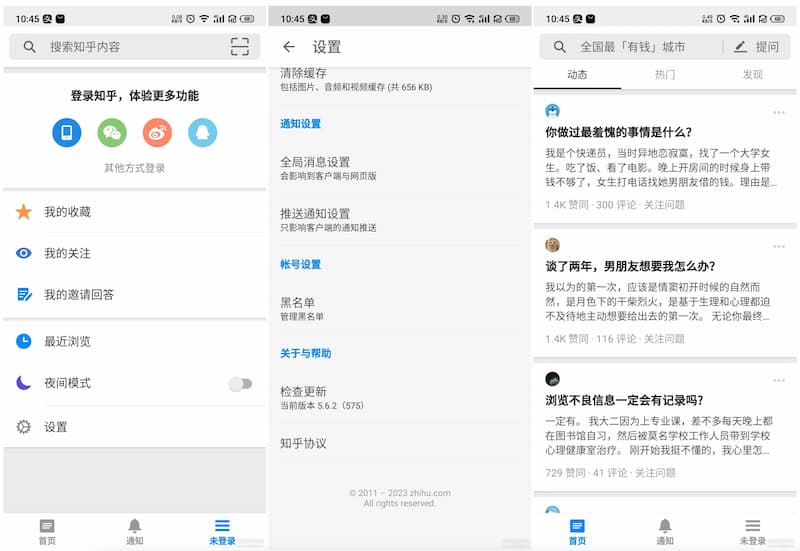 10:45
搜索知乎内容
登录知乎，体验更多功能
其他方式登录
我的收藏
我的关注
我的邀请回答
最近浏览
夜间模式
设置
首页
通知
未登录
10:45
设置
清除缓存
包括图片、音频和视频缓存 (共 656 KB)
通知设置
全局消息设置
会影响到客户端与网页版
推送通知设置
只影响客户端的通知推送
帐号设置
黑名单
管理黑名单
关于与帮助
检查更新
当前版本 5.6.2（575）
知乎协议
© 2011 – 2023 zhihu.com
All rights reserved.
10:45
全国最「有钱」城市
提问
动态 热门 发现
你做过最羞愧的事情是什么？
我是个快递员，当时异地恋寂寞，找了一个大学女
生。吃了饭、看了电影。晚上开房间的时候身上带
钱不够了，女生打电话找她男朋友借的钱。理由是...
1.4K 赞同 · 300 评论 · 关注问题
谈了两年，男朋友想要我怎么办？
我以为的第一次，应该是情窦初开时候的自然而
然，是月色下的干柴烈火，是基于生理和心理都迫
不及待地主动想要给出去的第一次。 无论你最终...
1.4K 赞同 · 116 评论 · 关注问题
浏览不良信息一定会有记录吗？
一定有。 我大二因为上专业课，差不多每天晚上都
在图书馆自习，然后被莫名学校工作人员带到学校
心理健康室治疗。 刚开始我挺不懂的，我心里怎...
729 赞同 · 41 评论 · 关注问题
首页
通知
未登录